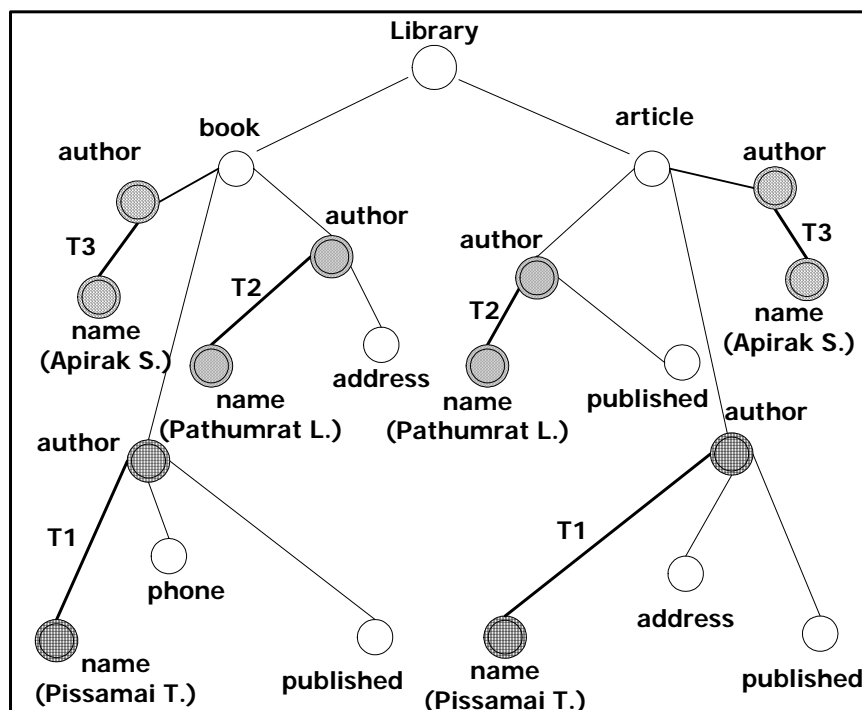 Library
book
article
author
author
author
author
T3
T3
T2
T2
name
(Apirak S.)
name
(Apirak S.)
address
name
(Pathumrat L.)
name
(Pathumrat L.)
published
author
author
T1
T1
phone
address
name
(Pissamai T.)
published
name
(Pissamai T.)
published